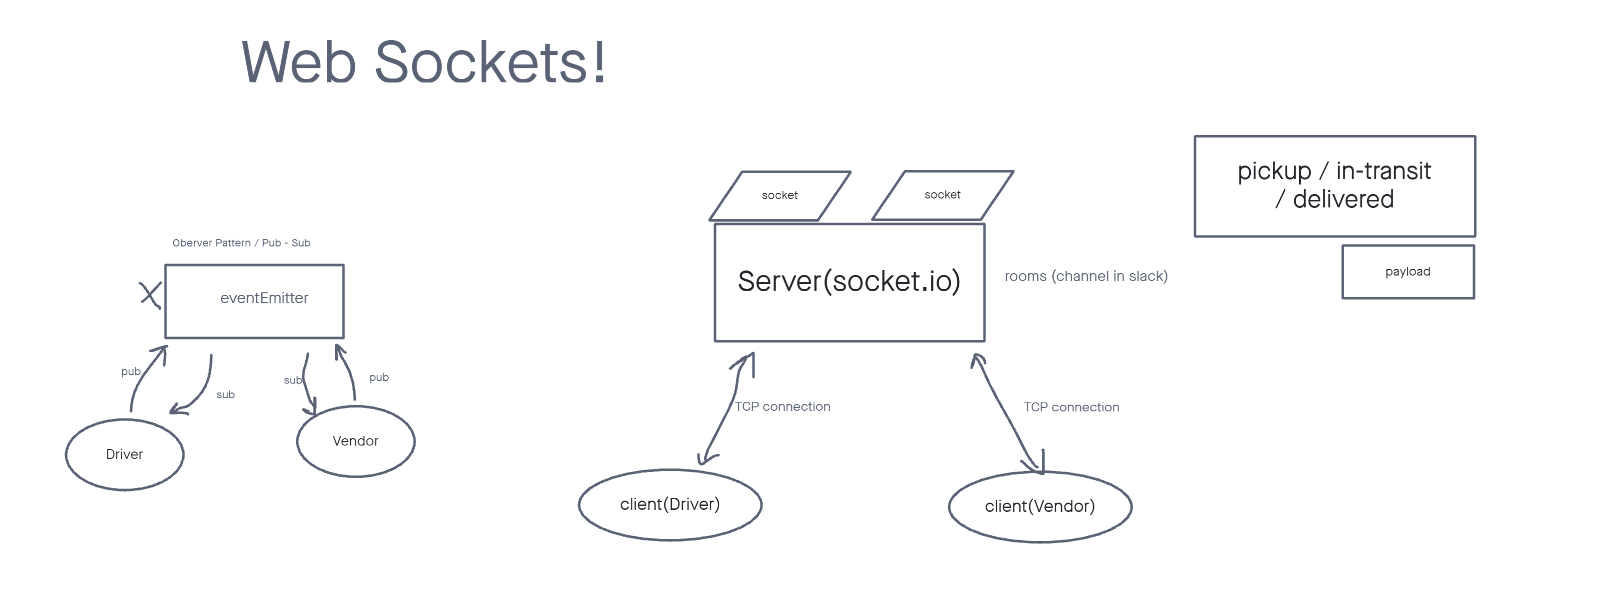 Web Sockets!
Oberver Pattern / Pub - Sub
X
eventEmitter
pub
sub
sub
pub
Driver
Vendor
socket
socket
Server(socket.io)
rooms (channel in slack)
TCP connection
TCP connection
client(Driver)
client(Vendor)
pickup / in-transit
/ delivered
payload